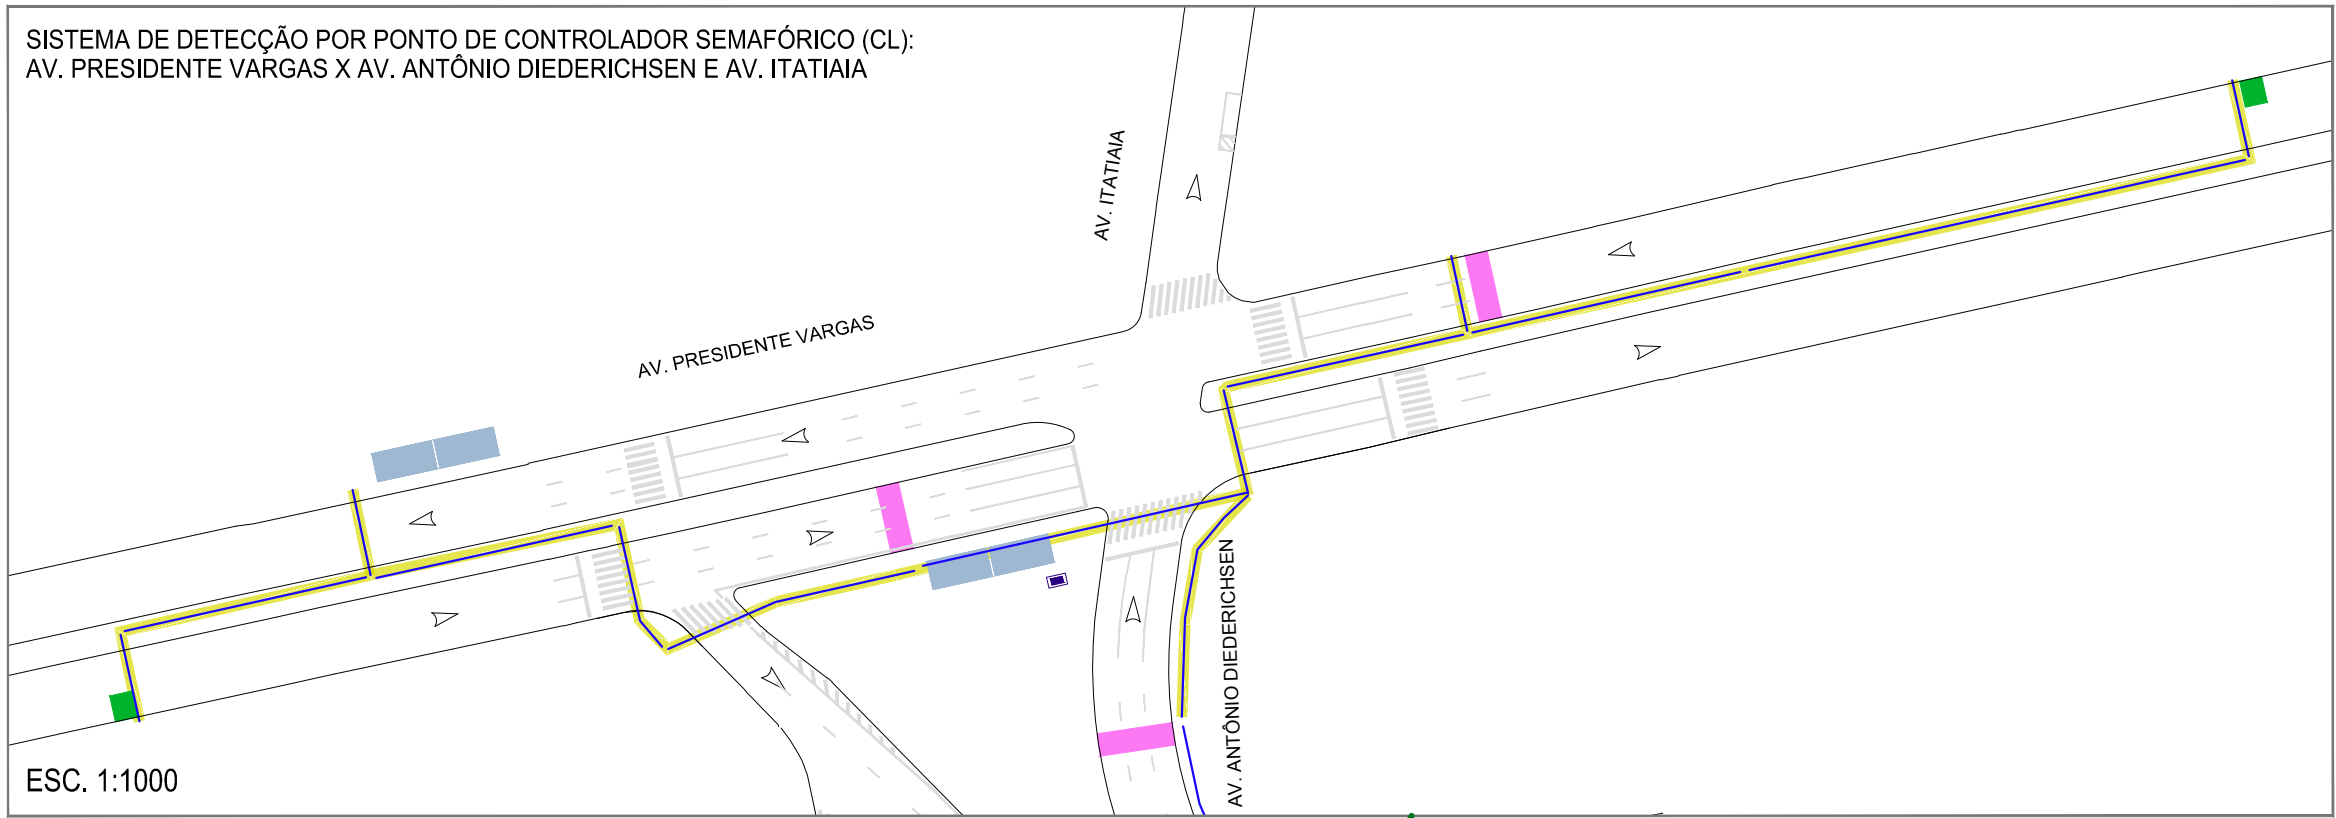 SISTEMA DE DETECÇÃO POR PONTO DE CONTROLADOR SEMAFÓRICO (CL):
AV. PRESIDENTE VARGAS X AV. ANTÔNIO DIEDERICHSEN E AV. ITATIAIA
AV. ITATIAIA
AV. PRESIDENTE VARGAS
AV. ANTÔNIO DIEDERICHSEN
ESC. 1:1000